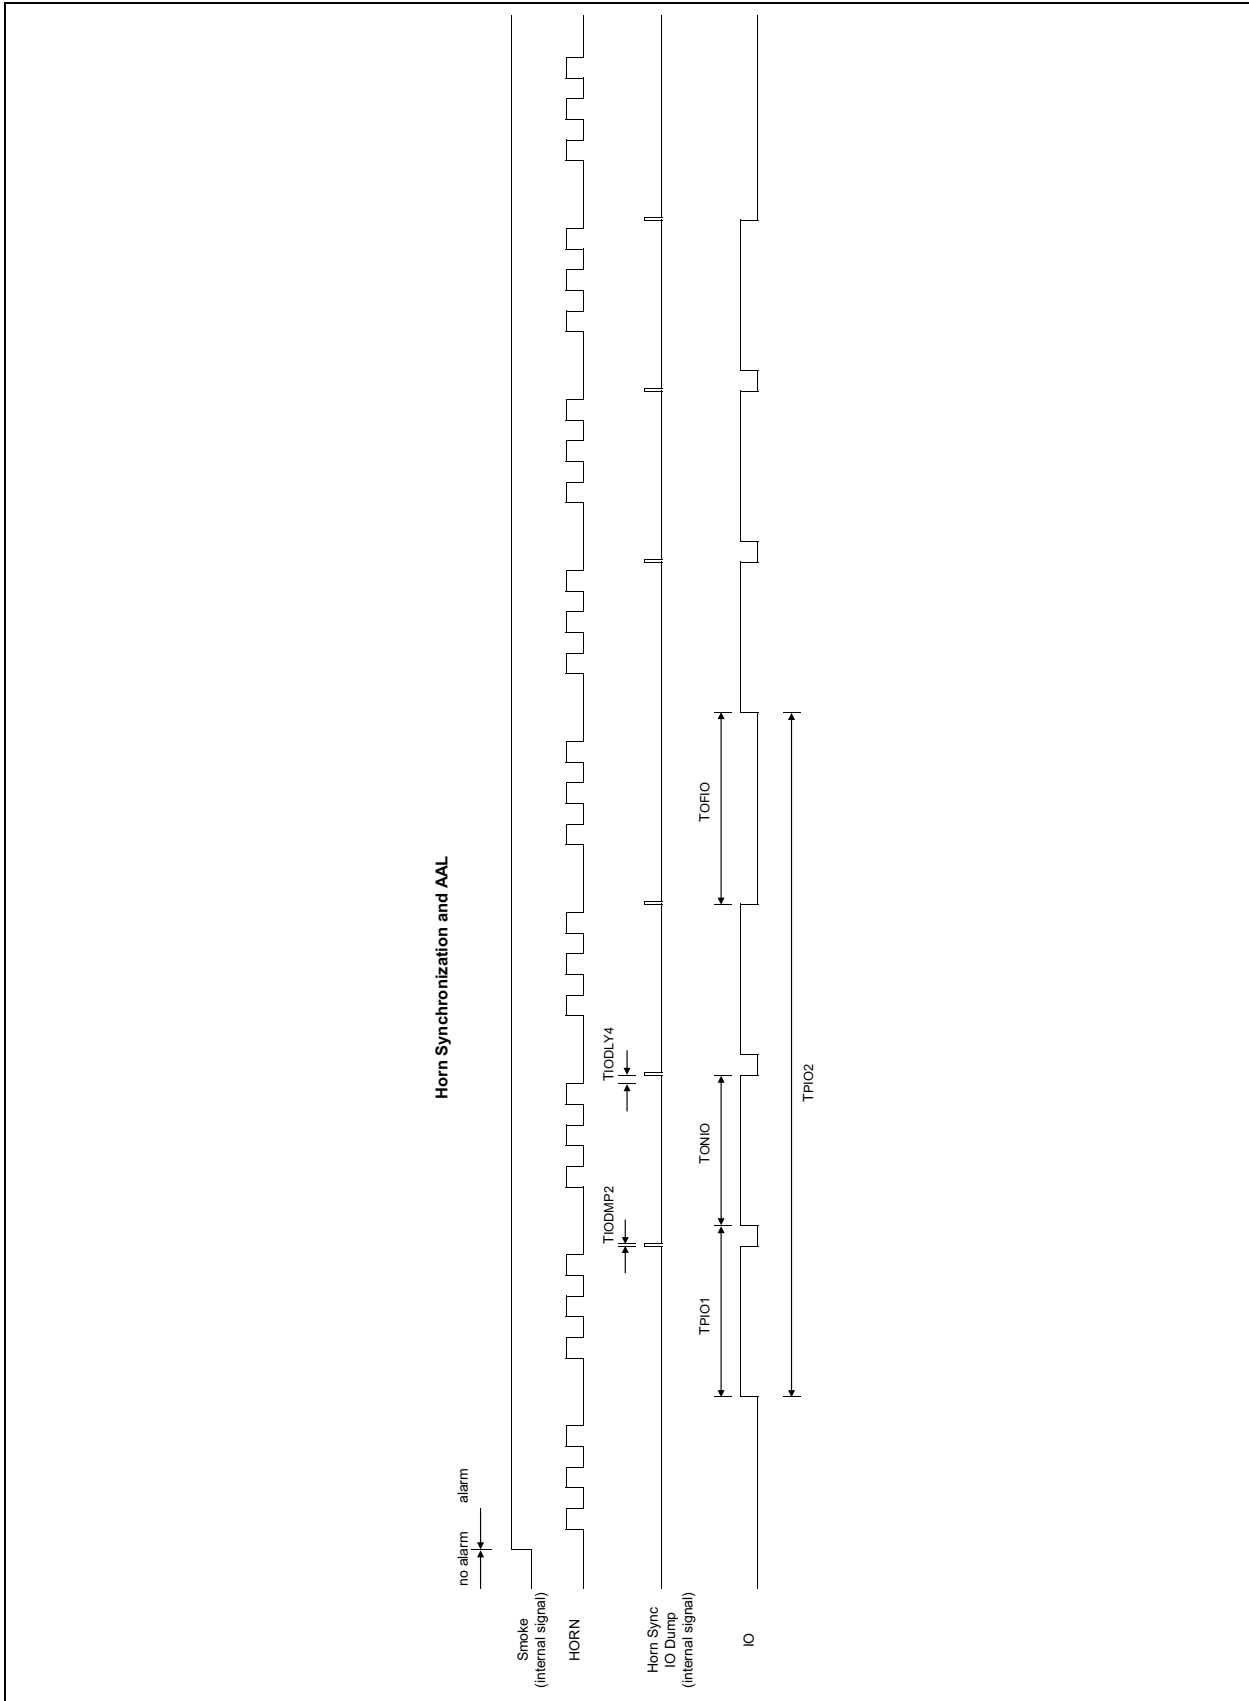 Horn Synchronization and AAL
no alarm
alarm
Smoke
(internal signal)
HORN
TIODMP2
TIODLY4
Horn Sync
IO Dump
(internal signal)
TPIO1
TONIO
TOFIO
IO
TPIO2